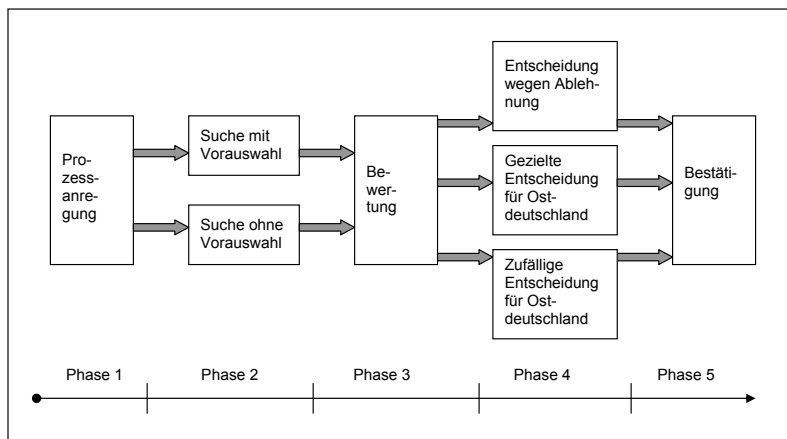 Pro-
zess-
anre-
gung
Suche mit
Vorauswahl
Suche ohne
Vorauswahl
Be-
wer-
tung
Entscheidung
wegen Ableh-
nung
Gezielte
Entscheidung
für Ost-
deutschland
Zufällige
Entscheidung
für Ost-
deutschland
Bestäti-
gung
Phase 1
Phase 2
Phase 3
Phase 4
Phase 5